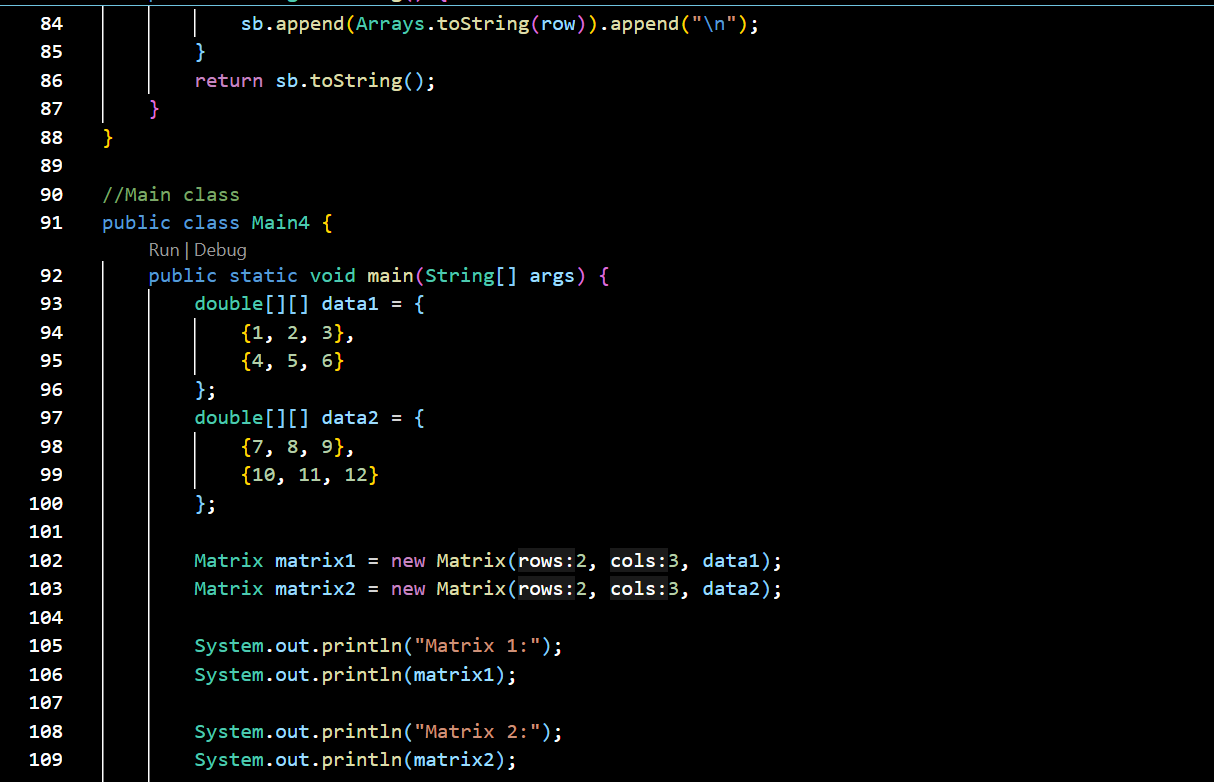 84 sb.append(Arrays.toString(row)).append("\n");
85 }
86 return sb.toString();
87 }
88 }
89
90 //Main class
91 public class Main4 {
Run | Debug
92 public static void main(String[] args) {
93 double[][] data1 = {
94 {1, 2, 3},
95 {4, 5, 6}
96 };
97 double[][] data2 = {
98 {7, 8, 9},
99 {10, 11, 12}
100 };
101
102 Matrix matrix1 = new Matrix(rows:2, cols:3, data1);
103 Matrix matrix2 = new Matrix(rows:2, cols:3, data2);
104
105 System.out.println("Matrix 1:");
106 System.out.println(matrix1);
107
108 System.out.println("Matrix 2:");
109 System.out.println(matrix2);